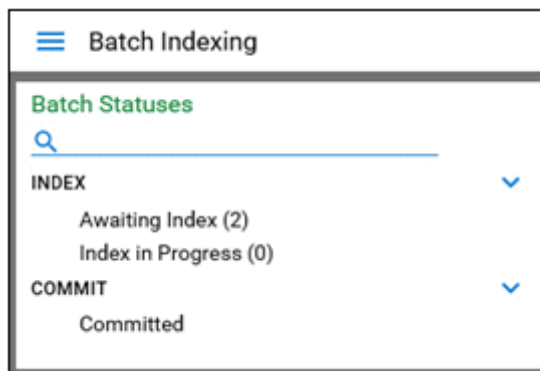 Batch Indexing
Batch Statuses
INDEX
Awaiting Index (2)
Index in Progress (0)
COMMIT
Committed